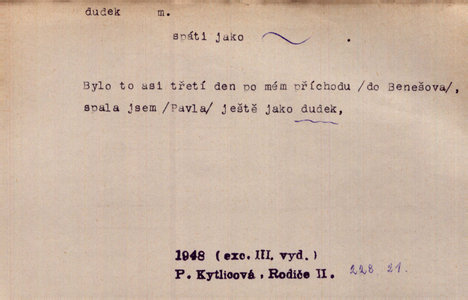 dudek m.
spáti jako .
Bylo to asi třetí den po mém příchodu /do Benešova/,
spala jsem /Pavla/ ještě jako dudek,
1948 (exc. III. vyd.)
P. Kytlicová, Rodiče II. 228 21.